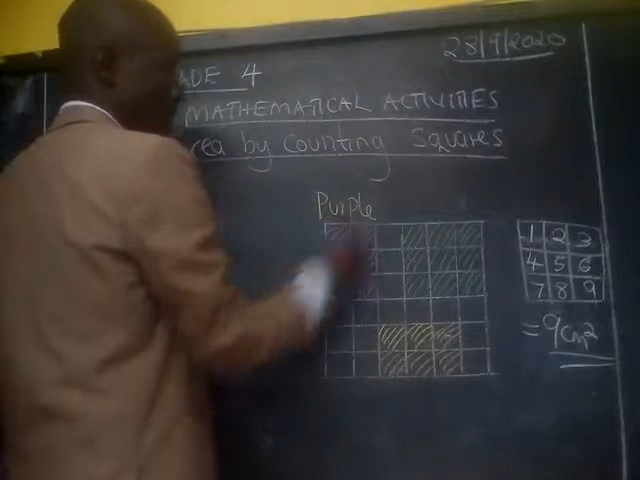 28/9/2020
ADE 4
MATHEMATICAL ACTIVITIES
rea by Counting Squares
Purple
1 2 3
4 5 6
7 8 9
= 9cm2